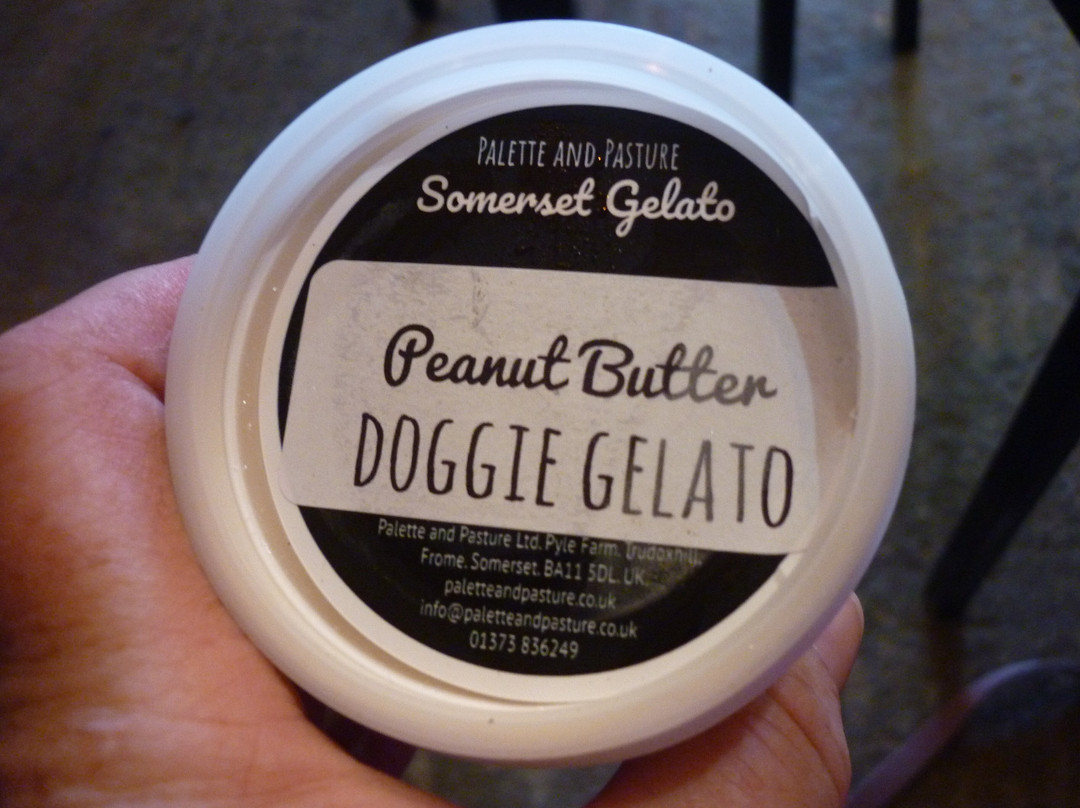 PALETTE AND PASTURE
Somerset Gelato
Peanut Butter
DOGGIE GELATO
Palette and Pasture Ltd. Pyle Farm. Trudoxhill.
Frome. Somerset. BA11 5DL. UK.
paletteandpasture.co.uk
info@paletteandpasture.co.uk
01373 836249